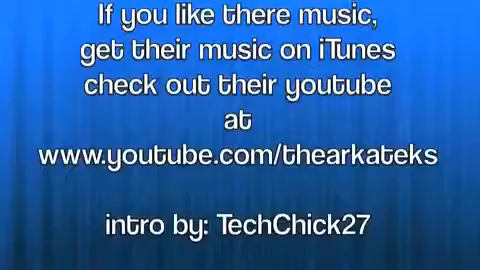 If you like there music,
get their music on iTunes
check out their youtube
at
www.youtube.com/thearkateks
intro by: TechChick27